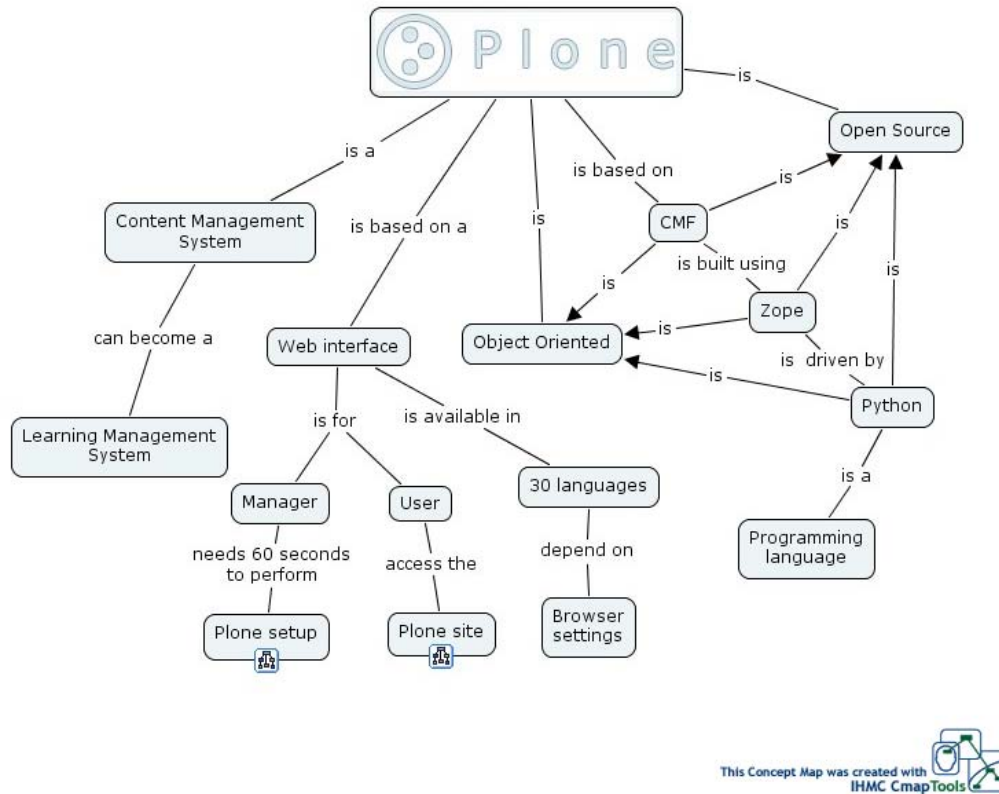 Plone
is
Open Source
is a
is based on
is
CMF
Content Management
System
is based on a
is
is
is built using
is
is
Zope
can become a
Web interface
Object Oriented
is
is driven by
is
Python
Learning Management
System
is for
is available in
is a
Manager
User
30 languages
Programming
language
needs 60 seconds
to perform
access the
depend on
Plone setup
Plone site
Browser
settings
This Concept Map was created with
IHMC CmapTools